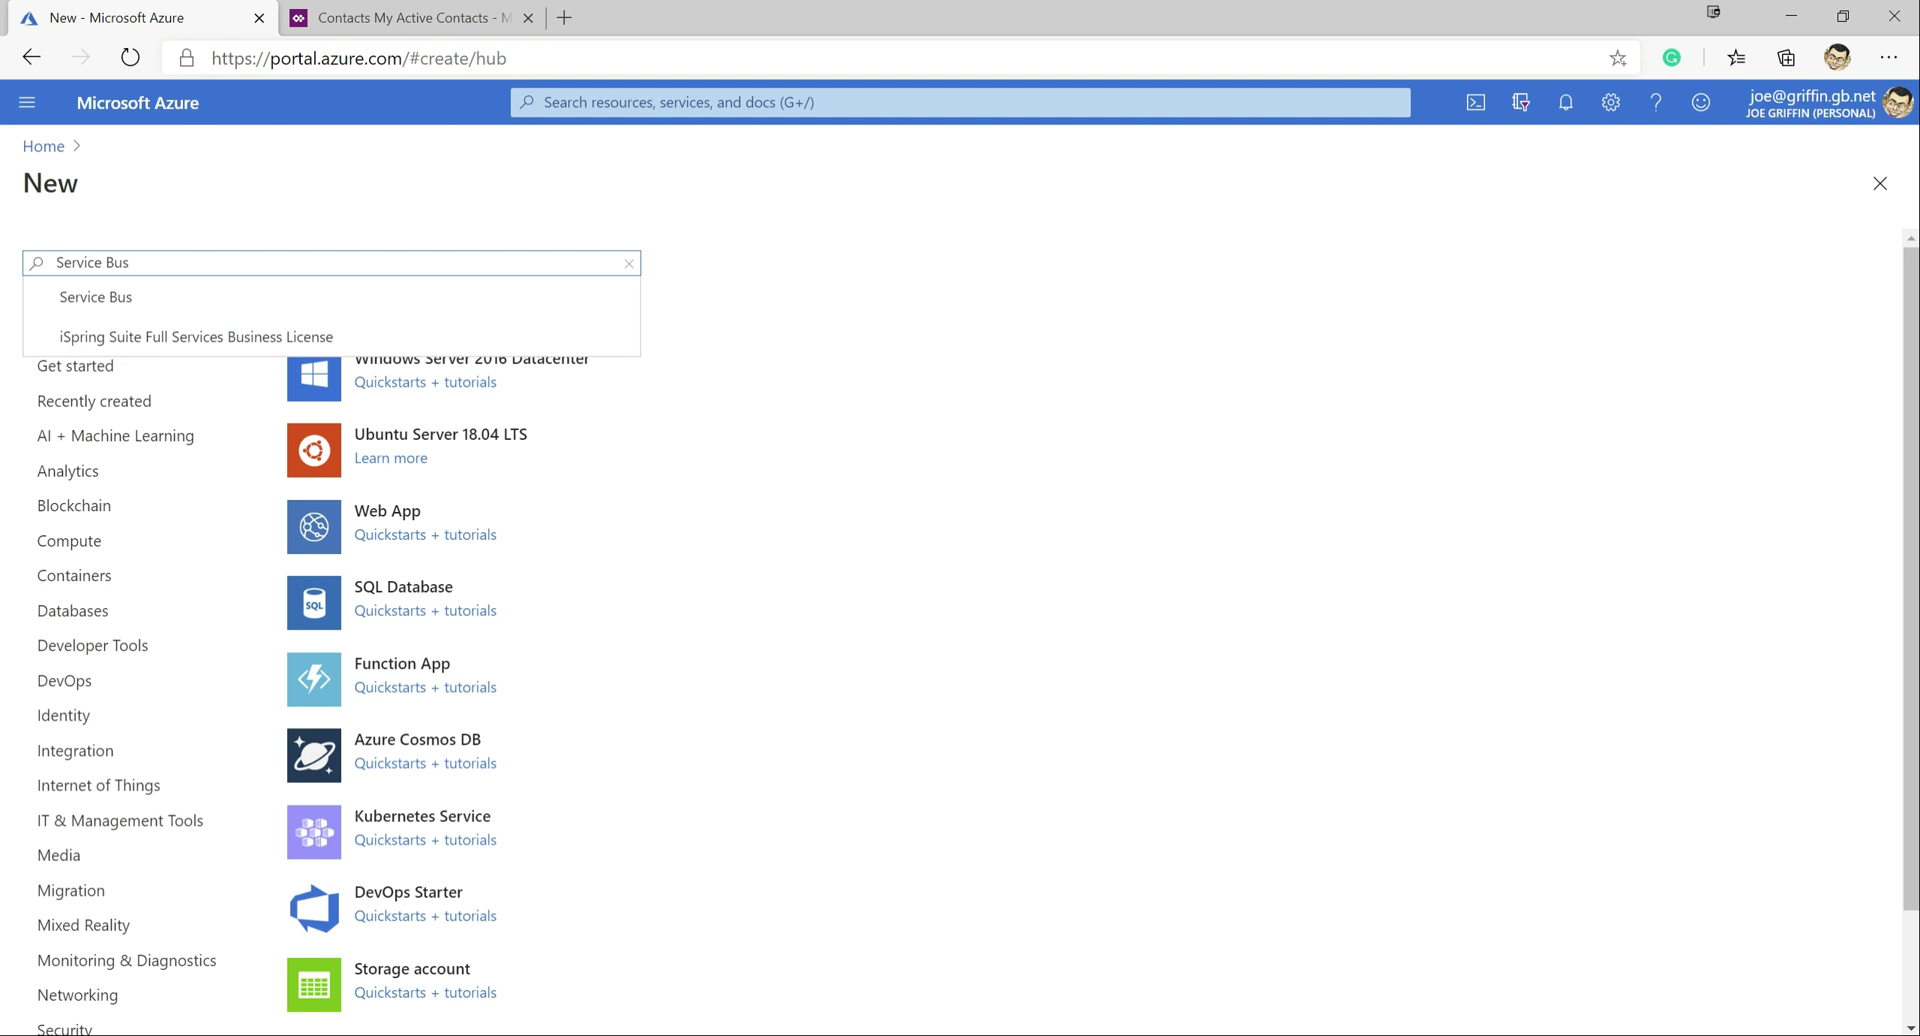 New - Microsoft Azure
Contacts My Active Contacts - M
https://portal.azure.com/#create/hub
Microsoft Azure
Search resources, services, and docs (G+/)
joe@griffin.gb.net
JOE GRIFFIN (PERSONAL)
Home
New
Service Bus
Service Bus
iSpring Suite Full Services Business License
Get started
Recently created
AI + Machine Learning
Analytics
Blockchain
Compute
Containers
Databases
Developer Tools
DevOps
Identity
Integration
Internet of Things
IT & Management Tools
Media
Migration
Mixed Reality
Monitoring & Diagnostics
Networking
Security
Windows Server 2016 Datacenter
Quickstarts + tutorials
Ubuntu Server 18.04 LTS
Learn more
Web App
Quickstarts + tutorials
SQL
SQL Database
Quickstarts + tutorials
Function App
Quickstarts + tutorials
Azure Cosmos DB
Quickstarts + tutorials
Kubernetes Service
Quickstarts + tutorials
DevOps Starter
Quickstarts + tutorials
Storage account
Quickstarts + tutorials